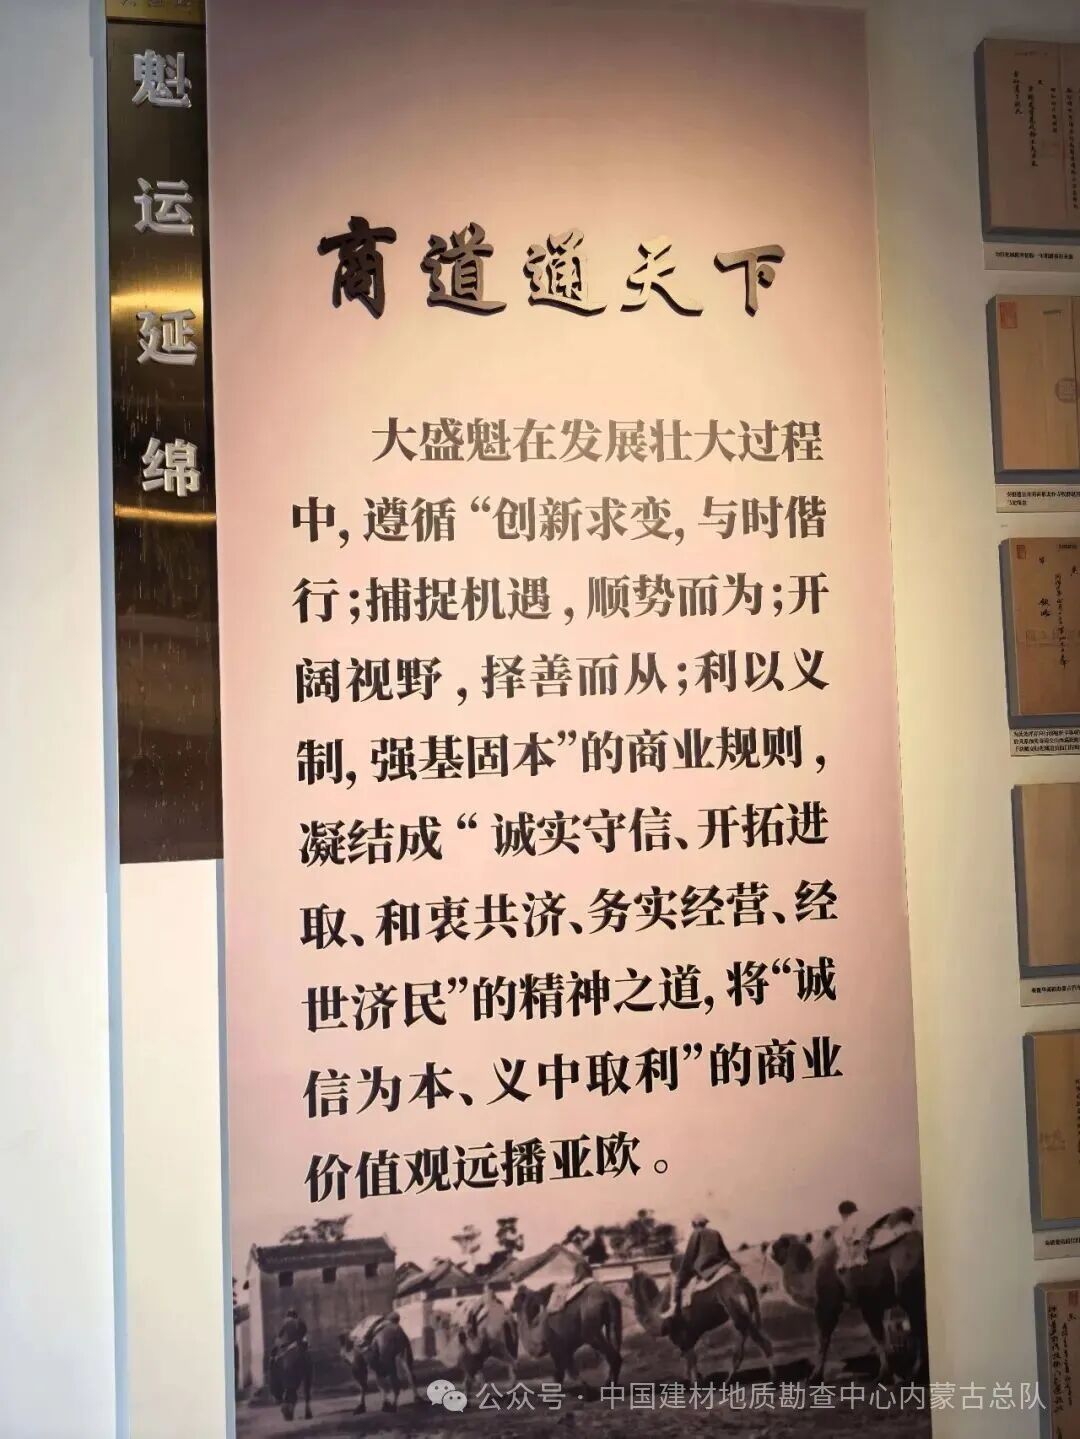 魁运延绵
商道通天下
大盛魁在发展壮大过程
中，遵循“创新求变，与时偕
行；捕捉机遇，顺势而为；开
阔视野，择善而从；利以义
制，强基固本”的商业规则，
凝结成“诚实守信、开拓进
取、和衷共济、务实经营、经
世济民”的精神之道，将“诚
信为本、义中取利”的商业
价值观远播亚欧。
公众号·中国建材地质勘查中心内蒙古总队